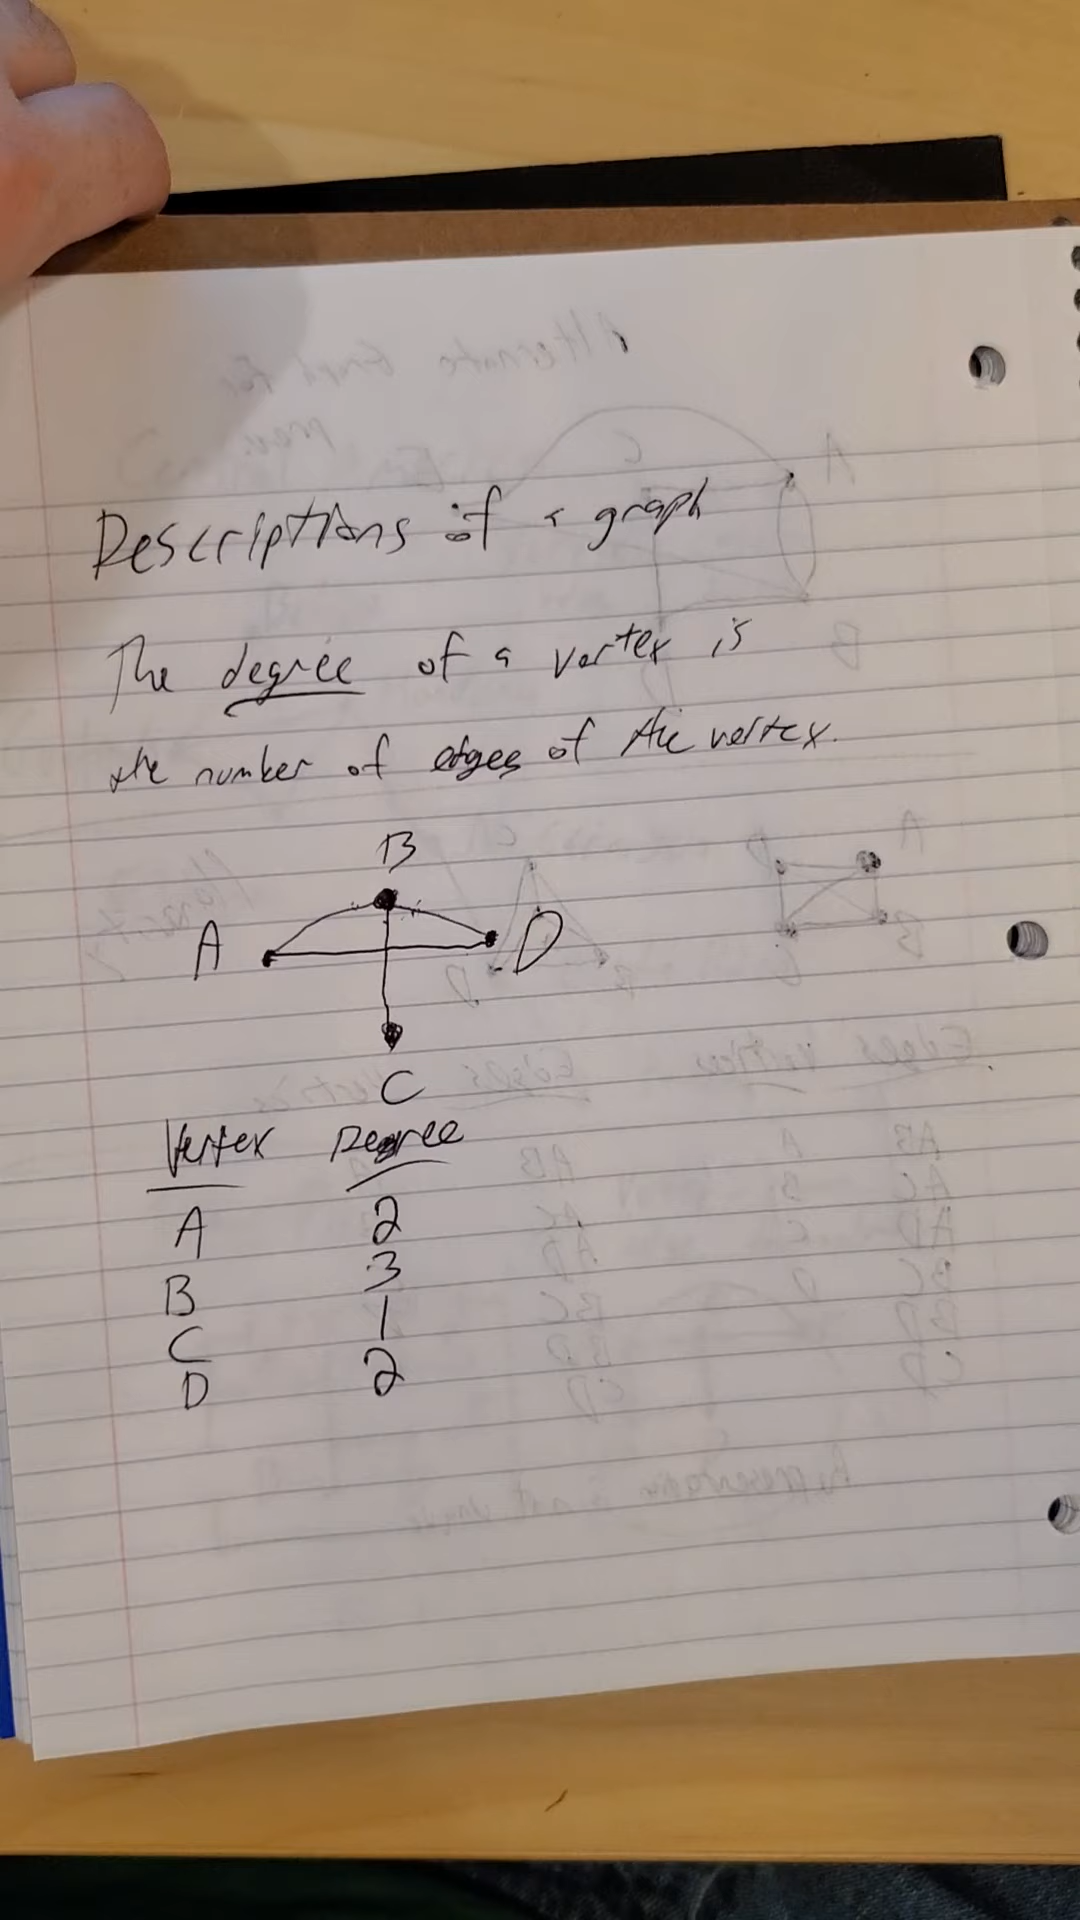 Descriptions of a graph
The degree of a vertex is
the number of edges of the vertex.
B
A
D
C
Vertex Degree
A 2
B 3
C 1
D 2